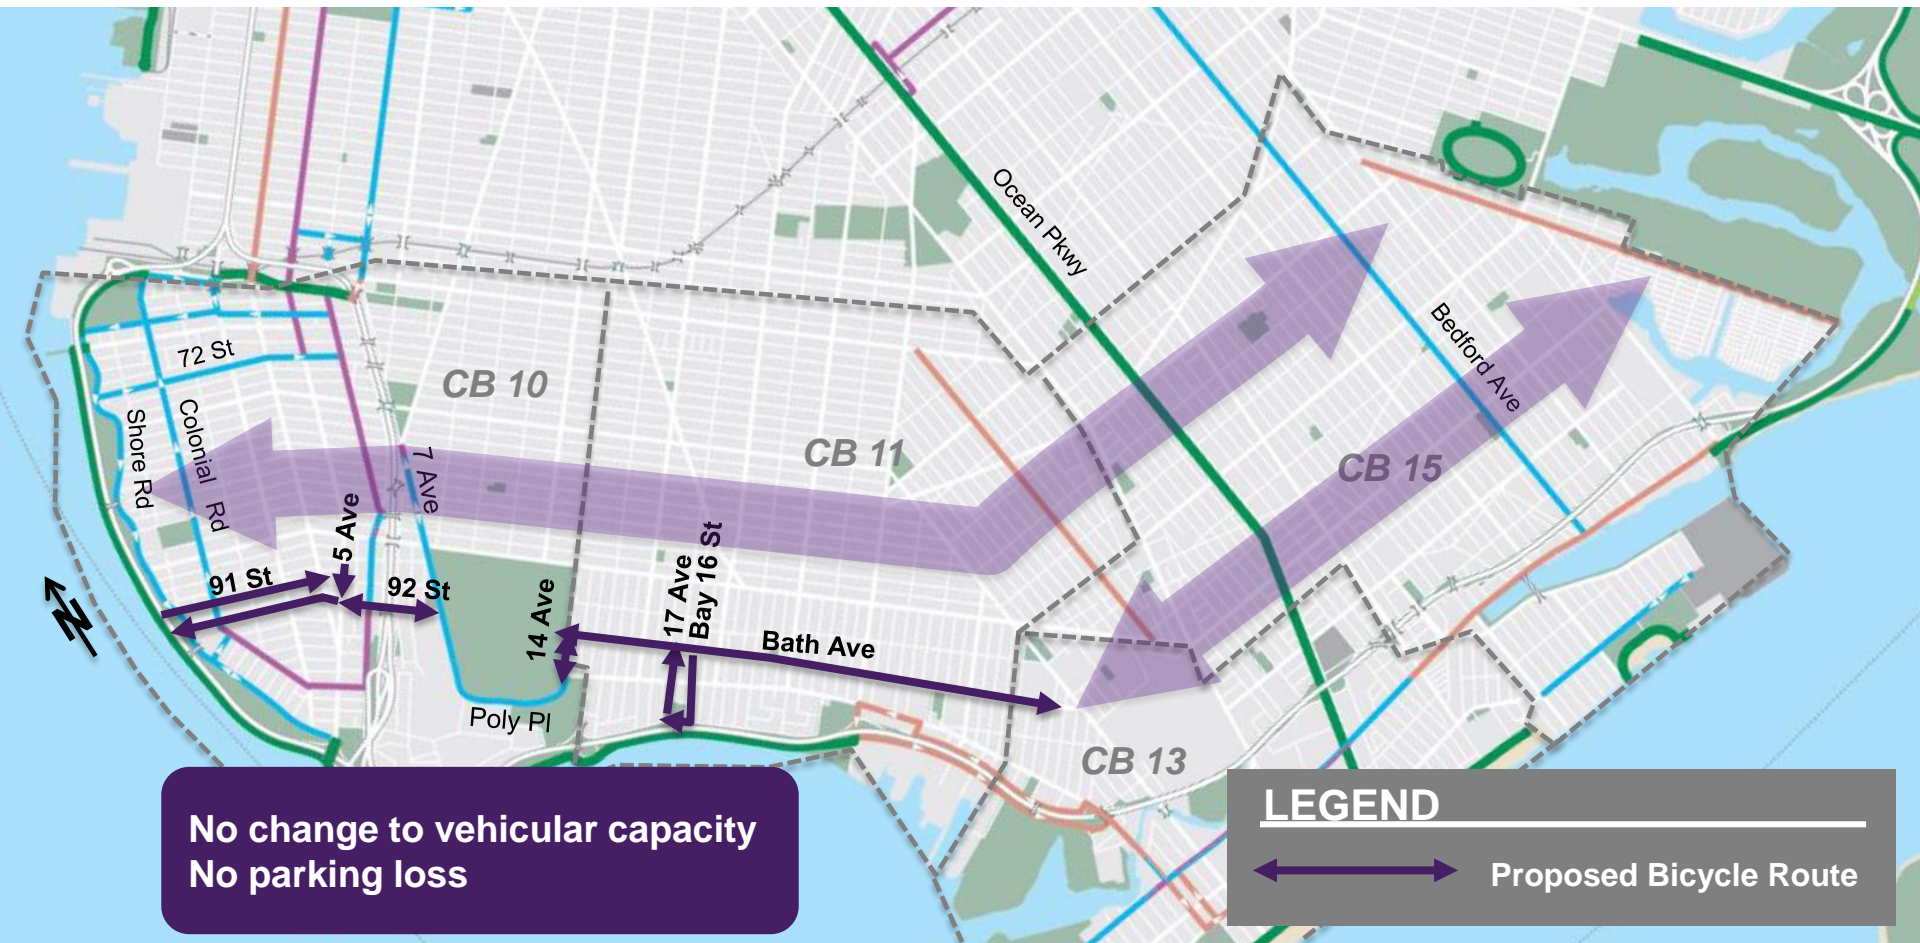 Ocean Pkwy
Bedford Ave
72 St
CB 10
Shore Rd
Colonial Rd
CB 11
7 Ave
CB 15
5 Ave
91 St
92 St
14 Ave
17 Ave
Bay 16 St
Bath Ave
Poly Pl
N
CB 13
No change to vehicular capacity
No parking loss
LEGEND
Proposed Bicycle Route